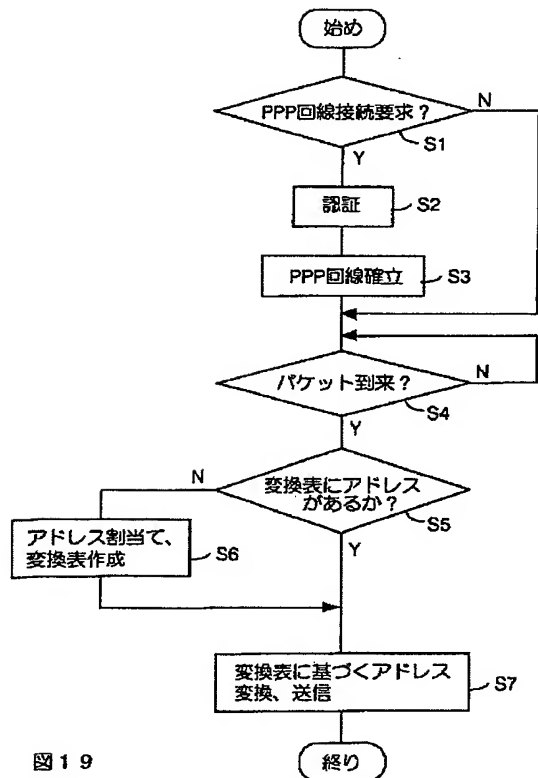 始め
PPP回線接続要求?
N
S1
Y
認証
S2
PPP回線確立
S3
パケット到来?
N
S4
Y
N
変換表にアドレス
があるか?
S5
アドレス割当て、
変換表作成
S6
Y
変換表に基づくアドレス
変換、送信
S7
図19
終り